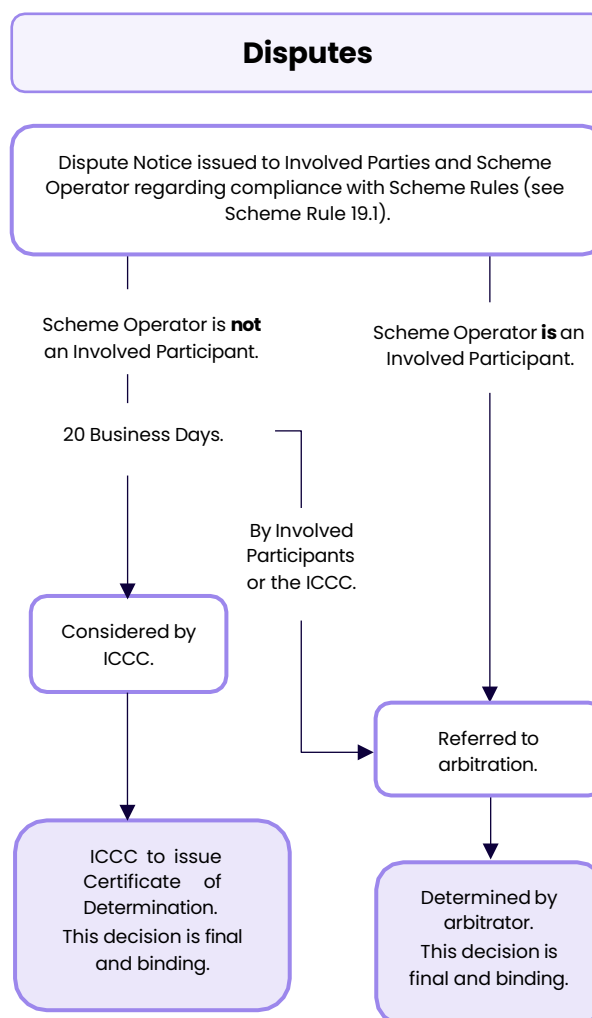 Disputes
Dispute Notice issued to Involved Parties and Scheme
Operator regarding compliance with Scheme Rules (see
Scheme Rule 19.1).
Scheme Operator is not
an Involved Participant.
Scheme Operator is an
Involved Participant.
20 Business Days.
By Involved
Participants
or the ICCC.
Considered by
ICCC.
Referred to
arbitration.
ICCC to issue
Certificate of
Determination.
This decision is final
and binding.
Determined by
arbitrator.
This decision is
final and binding.